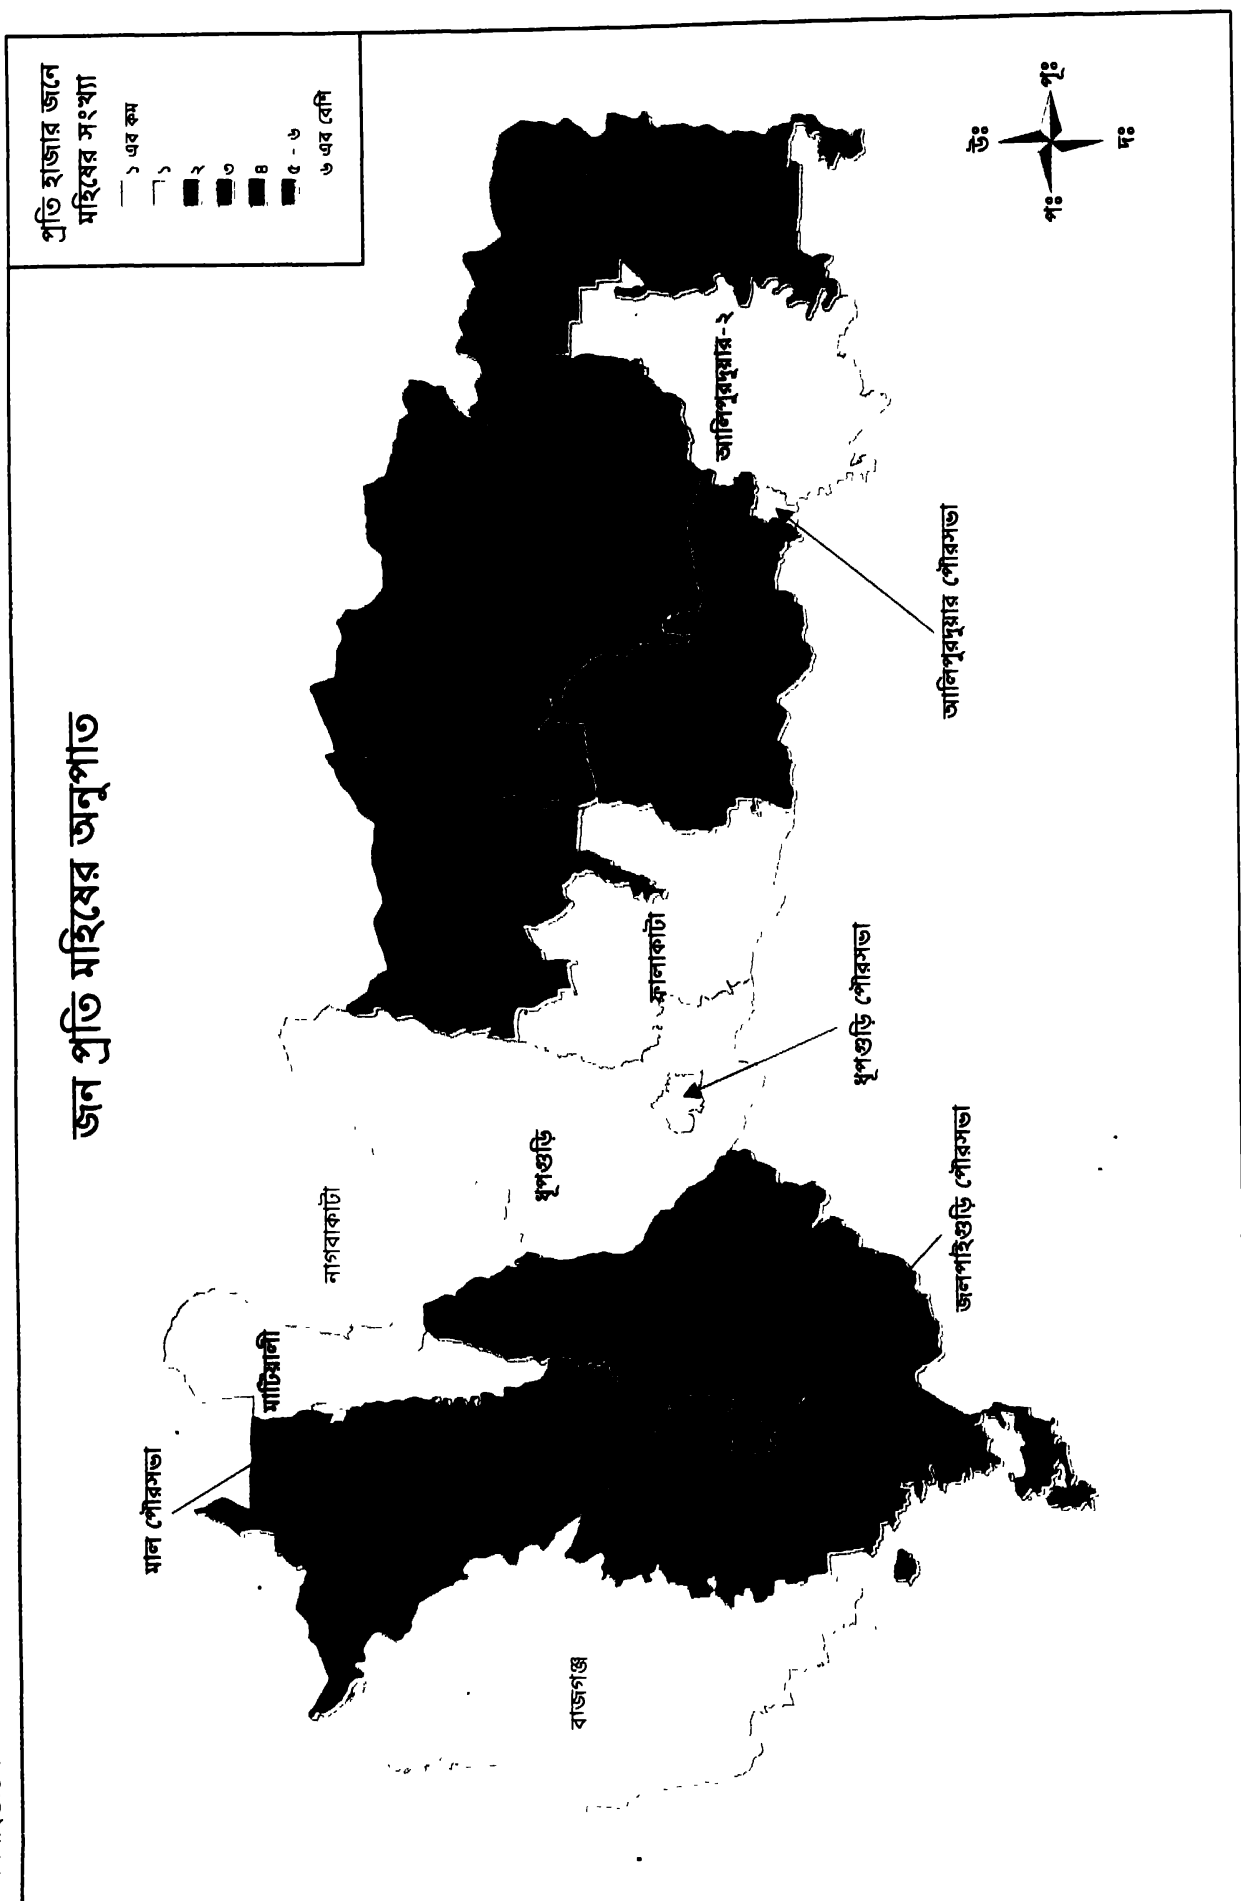 জন প্রতি মহিষের অনুপাত
প্রতি হাজার জনে
মহিষের সংখ্যা
১ এর কম
১
২
৩
৪
৫ - ৬
৬ এর বেশি
মাল পৌরসভা
মাটিয়ালী
নাগরাকাটা
ধূপগুড়ি
ফালাকাটা
আলিপুরদুয়ার-২
রাজগঞ্জ
জলপাইগুড়ি পৌরসভা
ধূপগুড়ি পৌরসভা
আলিপুরদুয়ার পৌরসভা
উঃ
পঃ
পূঃ
দঃ